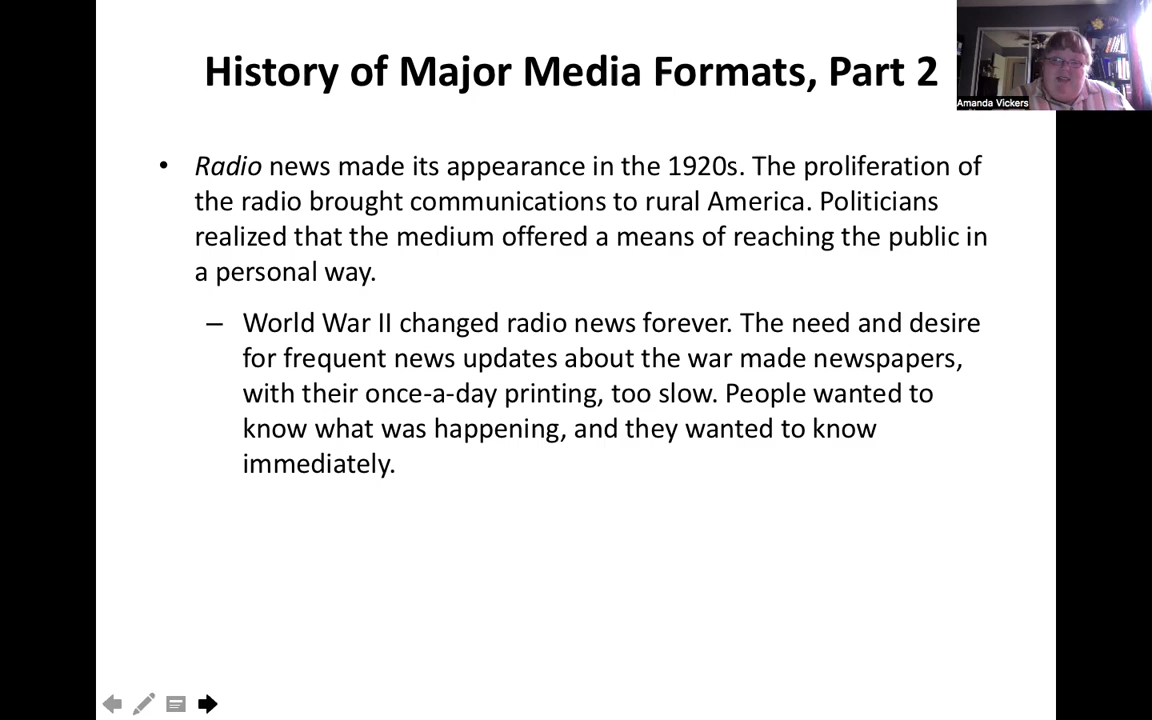 History of Major Media Formats, Part 2
Amanda Vickers
• Radio news made its appearance in the 1920s. The proliferation of
the radio brought communications to rural America. Politicians
realized that the medium offered a means of reaching the public in
a personal way.
– World War II changed radio news forever. The need and desire
for frequent news updates about the war made newspapers,
with their once-a-day printing, too slow. People wanted to
know what was happening, and they wanted to know
immediately.